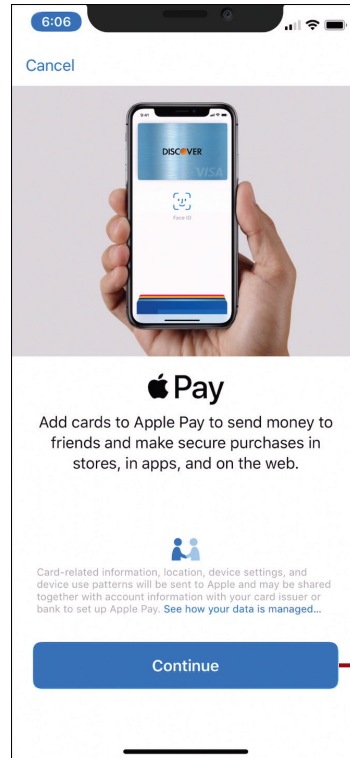 6:06
Cancel
9:41
DISCOVER
VISA
Face ID
Pay
Add cards to Apple Pay to send money to
friends and make secure purchases in
stores, in apps, and on the web.
Card-related information, location, device settings, and
device use patterns will be sent to Apple and may be shared
together with account information with your card issuer or
bank to set up Apple Pay. See how your data is managed...
Continue